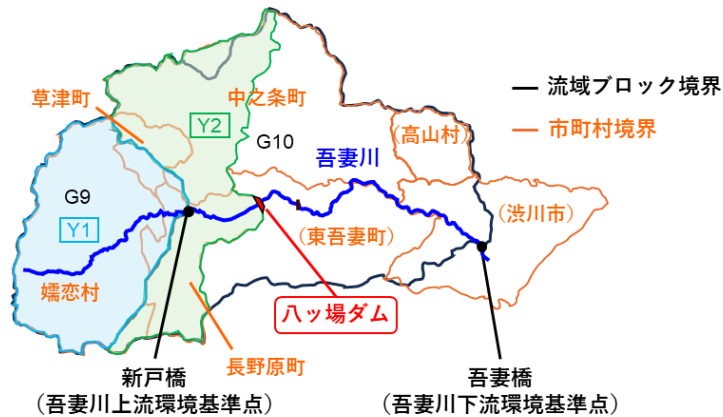 流域ブロック境界
市町村境界
草津町
中之条町
Y2
G10
(高山村)
吾妻川
G9
Y1
(東吾妻町)
(渋川市)
嬬恋村
八ッ場ダム
長野原町
新戸橋
(吾妻川上流環境基準点)
吾妻橋
(吾妻川下流環境基準点)